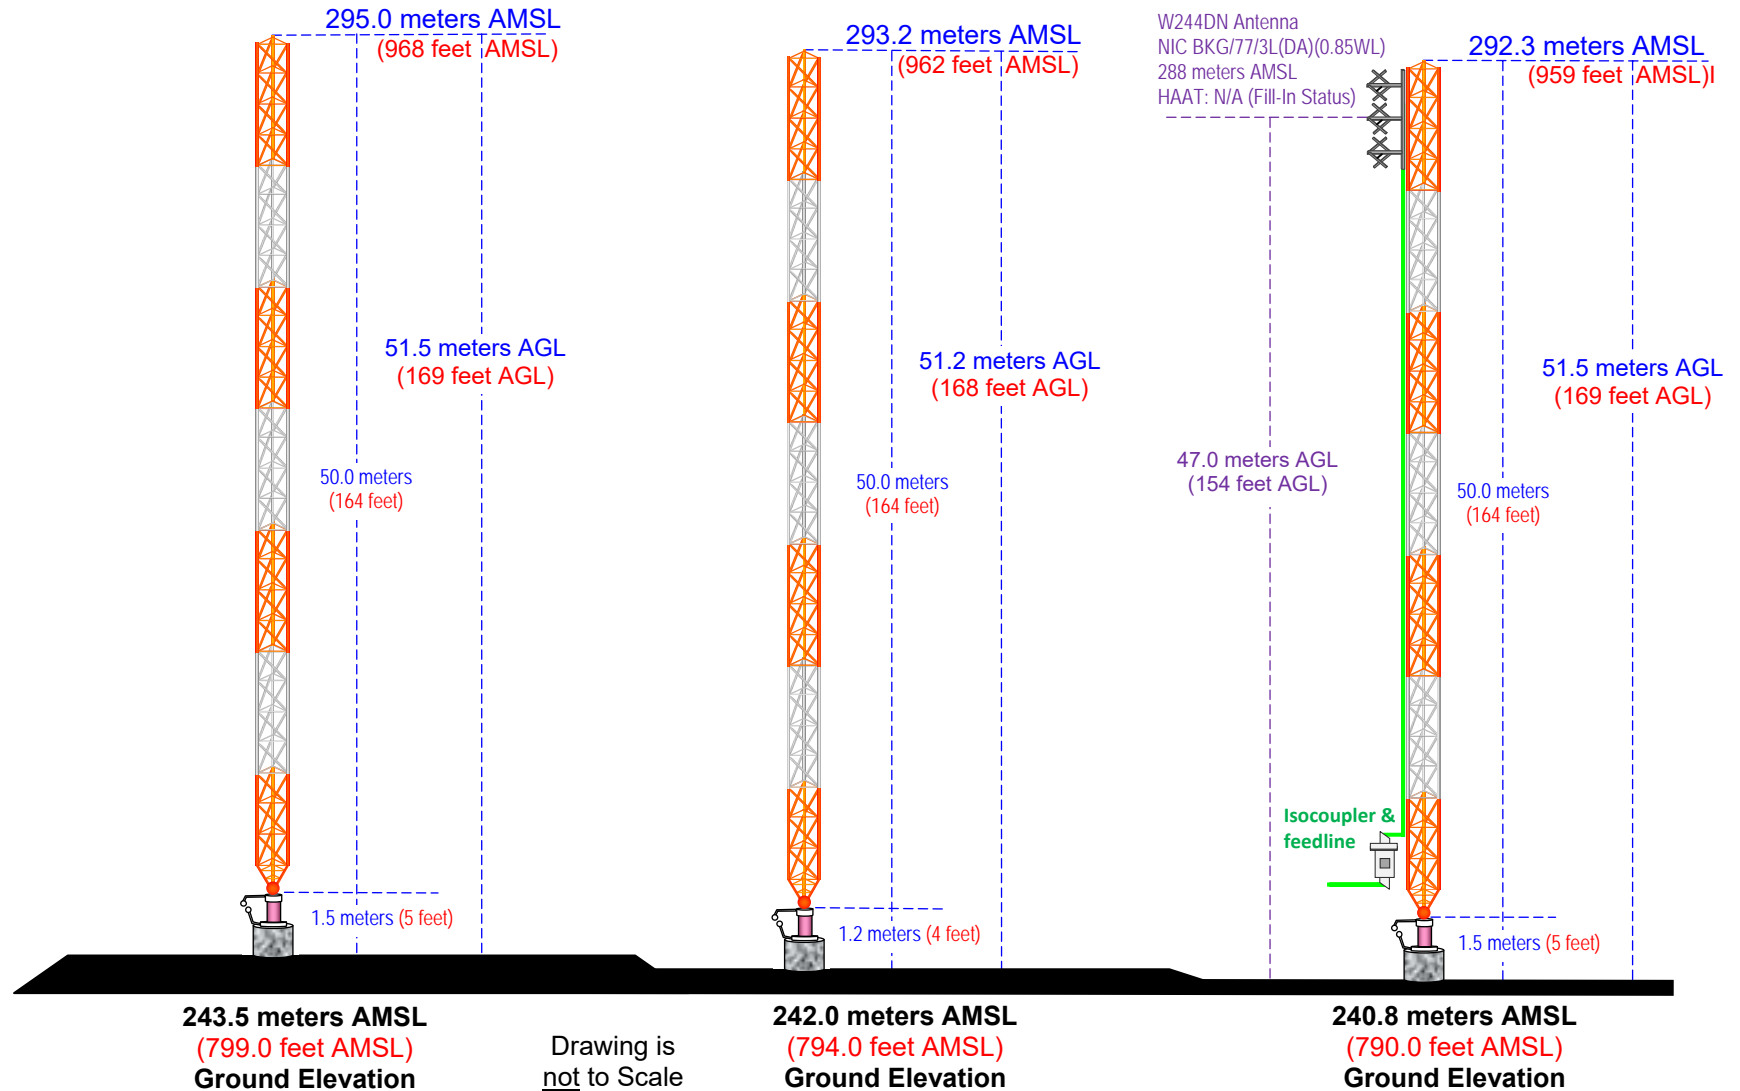 295.0 meters AMSL
(968 feet AMSL)
51.5 meters AGL
(169 feet AGL)
50.0 meters
(164 feet)
1.5 meters (5 feet)
243.5 meters AMSL
(799.0 feet AMSL)
Ground Elevation
Drawing is
not to Scale
293.2 meters AMSL
(962 feet AMSL)
51.2 meters AGL
(168 feet AGL)
50.0 meters
(164 feet)
1.2 meters (4 feet)
242.0 meters AMSL
(794.0 feet AMSL)
Ground Elevation
W244DN Antenna
NIC BKG/77/3L(DA)(0.85WL)
288 meters AMSL
HAAT: N/A (Fill-In Status)
47.0 meters AGL
(154 feet AGL)
Isocoupler &
feedline
292.3 meters AMSL
(959 feet AMSL)I
51.5 meters AGL
(169 feet AGL)
50.0 meters
(164 feet)
1.5 meters (5 feet)
240.8 meters AMSL
(790.0 feet AMSL)
Ground Elevation